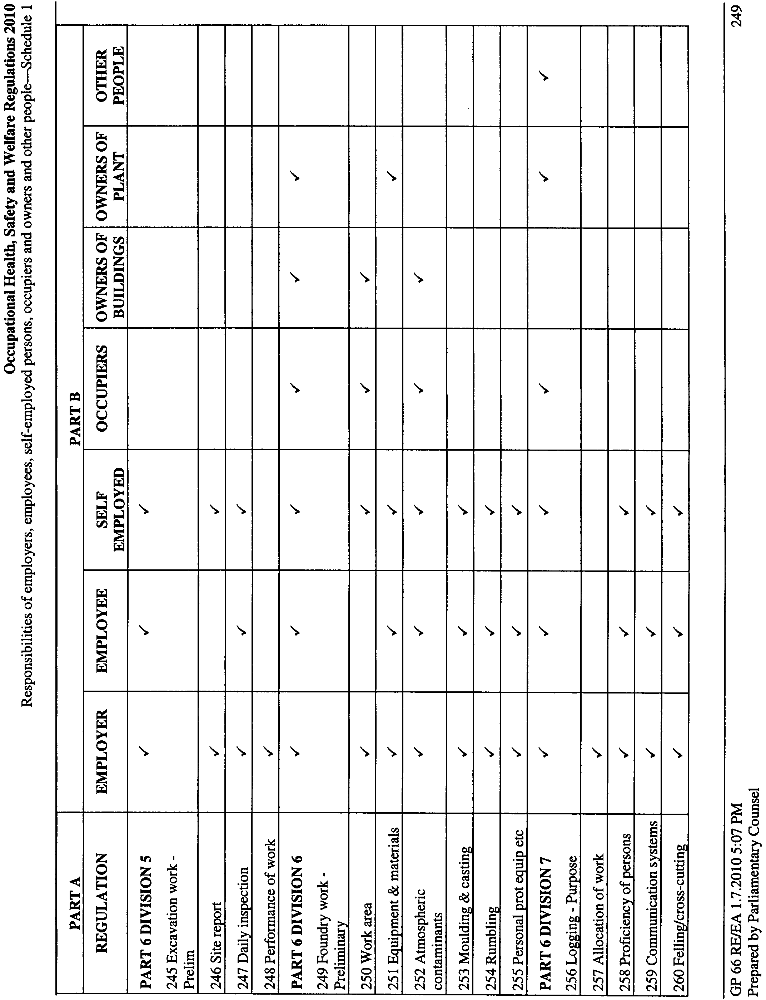 Occupational Health, Safety and Welfare Regulations 2010
Responsibilities of employers, employees, self-employed persons, occupiers and owners and other people—Schedule 1
PART A PART B
REGULATION EMPLOYER EMPLOYEE SELF EMPLOYED OCCUPIERS OWNERS OF BUILDINGS OWNERS OF PLANT OTHER PEOPLE
PART 6 DIVISION 5 ✓ ✓ ✓
245 Excavation work -
Prelim
246 Site report ✓ ✓
247 Daily inspection ✓ ✓ ✓
248 Performance of work ✓
PART 6 DIVISION 6 ✓ ✓ ✓ ✓ ✓ ✓
249 Foundry work -
Preliminary
250 Work area ✓ ✓ ✓ ✓
251 Equipment & materials ✓ ✓ ✓ ✓
252 Atmospheric ✓ ✓ ✓ ✓ ✓
contaminants
253 Moulding & casting ✓ ✓ ✓
254 Rumbling ✓ ✓ ✓
255 Personal prot equip etc ✓ ✓ ✓
PART 6 DIVISION 7 ✓ ✓ ✓ ✓ ✓ ✓
256 Logging - Purpose
257 Allocation of work ✓
258 Proficiency of persons ✓ ✓ ✓
259 Communication systems ✓ ✓ ✓
260 Felling/cross-cutting ✓ ✓ ✓
GP 66 RE/EA 1.7.2010 5:07 PM 249
Prepared by Parliamentary Counsel